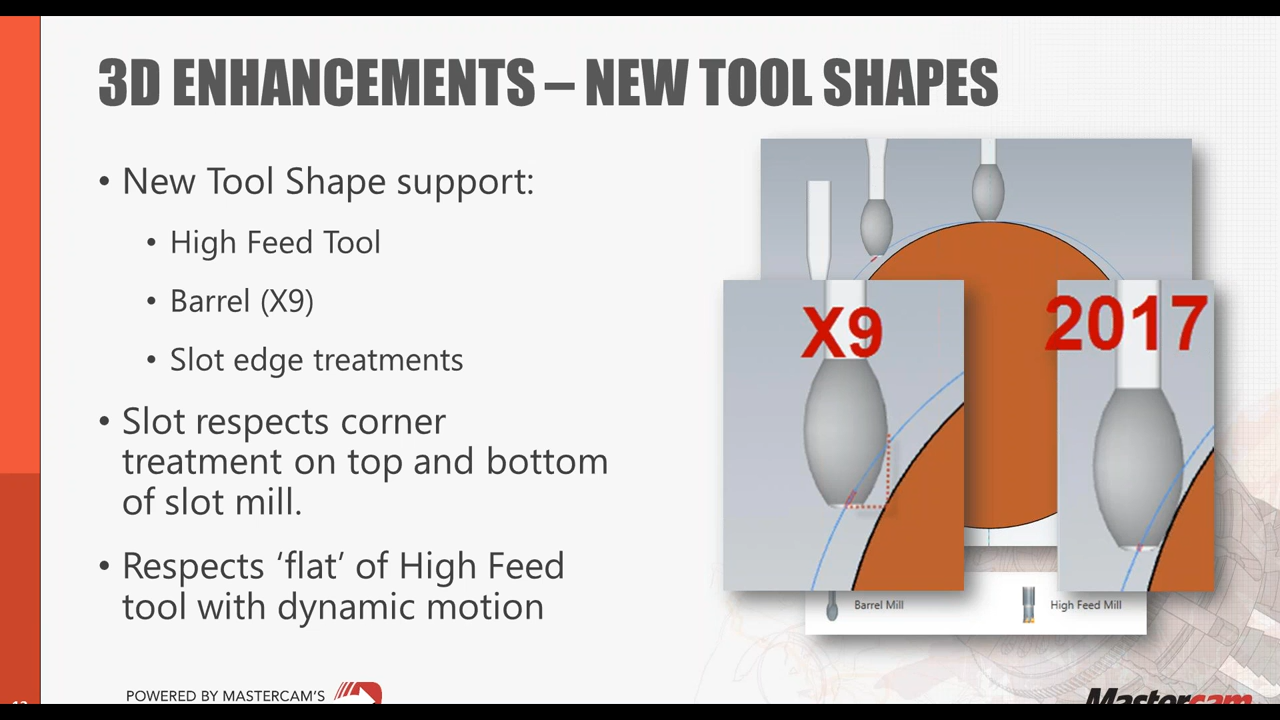 3D ENHANCEMENTS – NEW TOOL SHAPES
• New Tool Shape support:
• High Feed Tool
• Barrel (X9)
• Slot edge treatments
• Slot respects corner
treatment on top and bottom
of slot mill.
• Respects ‘flat’ of High Feed
tool with dynamic motion
X9
2017
Barrel Mill
High Feed Mill
POWERED BY MASTERCAM’S
Mastercam